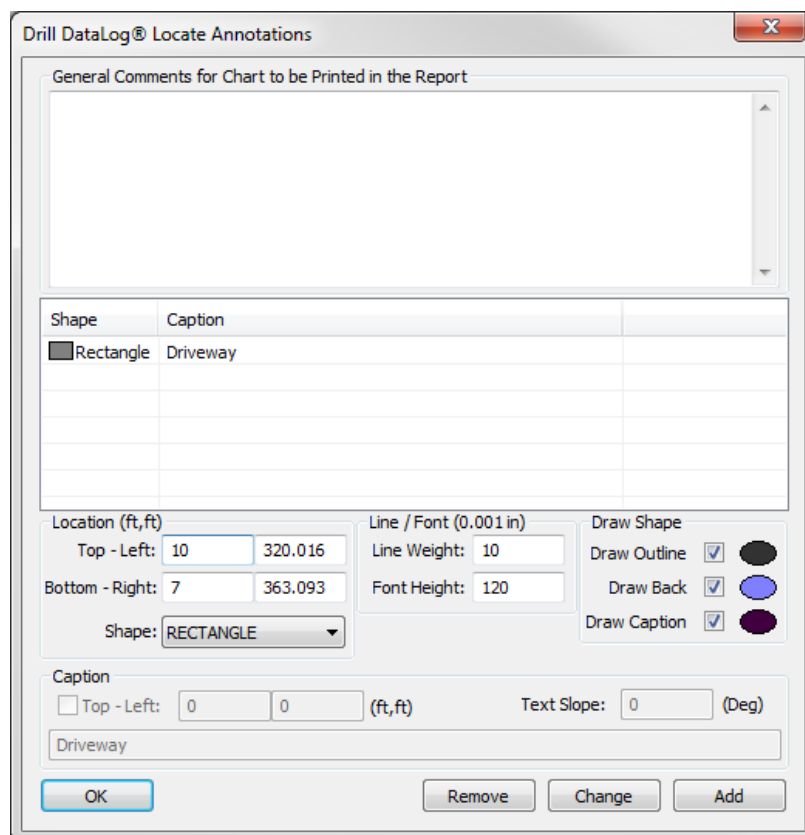 Drill DataLog® Locate Annotations
X
General Comments for Chart to be Printed in the Report
Shape Caption
Rectangle Driveway
Location (ft,ft) Line / Font (0.001 in) Draw Shape
Top - Left: 10 320.016 Line Weight: 10 Draw Outline
Bottom - Right: 7 363.093 Font Height: 120 Draw Back
Shape: RECTANGLE Draw Caption
Caption
Top - Left: 0 0 (ft,ft) Text Slope: 0 (Deg)
Driveway
OK Remove Change Add